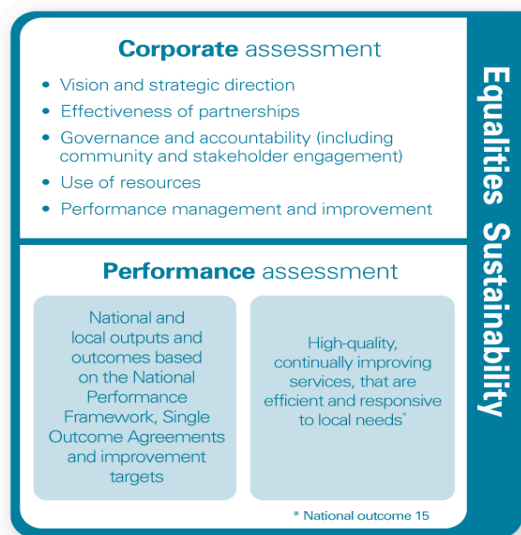 Corporate assessment
• Vision and strategic direction
• Effectiveness of partnerships
• Governance and accountability (including
community and stakeholder engagement)
• Use of resources
• Performance management and improvement
Performance assessment
National and
local outputs and
outcomes based
on the National
Performance
Framework, Single
Outcome Agreements
and improvement
targets
High-quality,
continually improving
services, that are
efficient and responsive
to local needs*
* National outcome 15
Equalities Sustainability